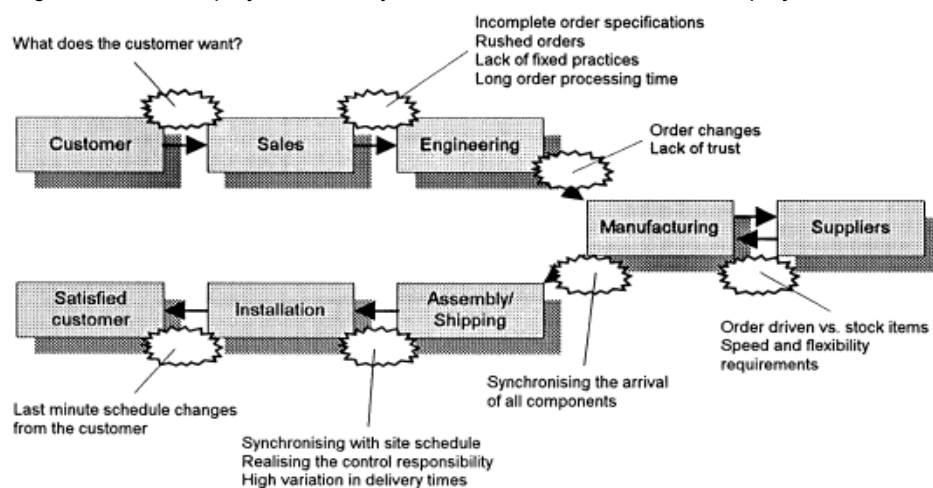 What does the customer want?
Incomplete order specifications
Rushed orders
Lack of fixed practices
Long order processing time
Customer
Sales
Engineering
Order changes
Lack of trust
Manufacturing
Suppliers
Satisfied
customer
Installation
Assembly/
Shipping
Order driven vs. stock items
Speed and flexibility
requirements
Synchronising the arrival
of all components
Last minute schedule changes
from the customer
Synchronising with site schedule
Realising the control responsibility
High variation in delivery times